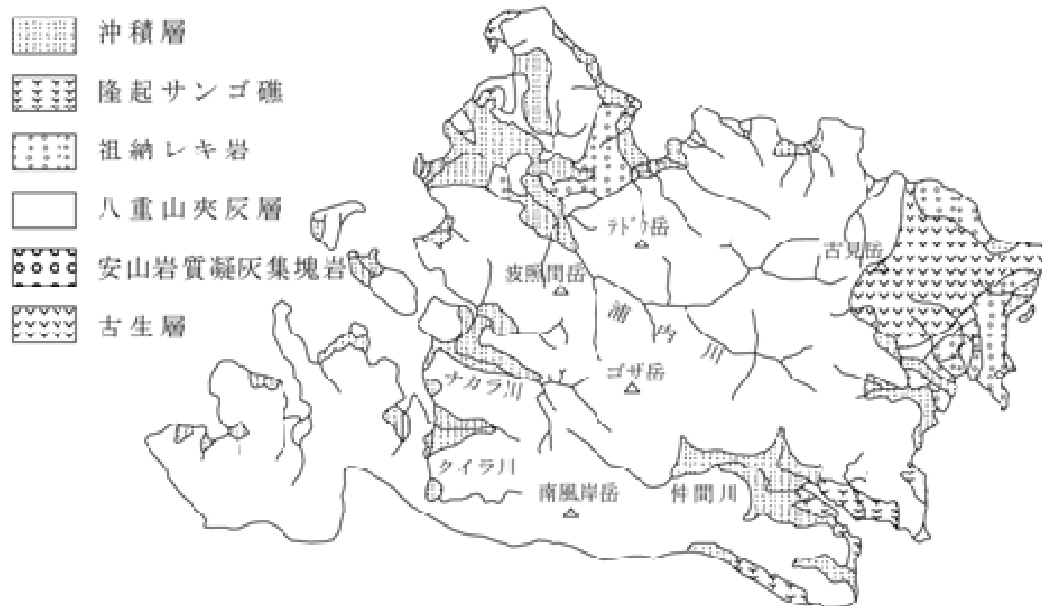 沖積層
隆起サンゴ礁
祖納レキ岩
八重山夾灰層
安山岩質凝灰集塊岩
古生層
テドウ岳
古見岳
波照間岳
浦内川
ゴザ岳
ナカラ川
クイラ川
南風岸岳
仲間川